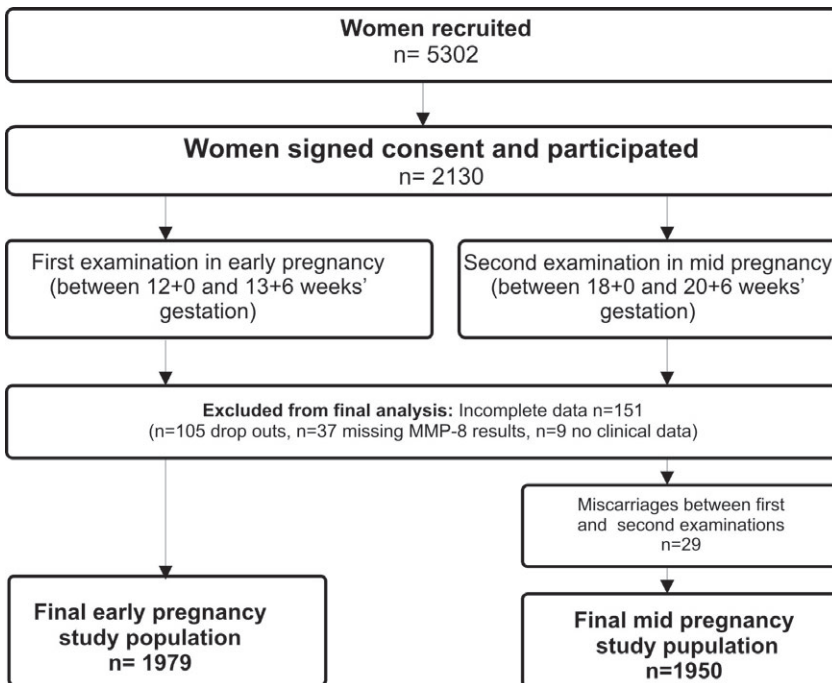 Women recruited
n= 5302
Women signed consent and participated
n= 2130
First examination in early pregnancy
(between 12+0 and 13+6 weeks’
gestation)
Second examination in mid pregnancy
(between 18+0 and 20+6 weeks’
gestation)
Excluded from final analysis: Incomplete data n=151
(n=105 drop outs, n=37 missing MMP-8 results, n=9 no clinical data)
Miscarriages between first
and second examinations
n=29
Final early pregnancy
study population
n= 1979
Final mid pregnancy
study pupulation
n=1950